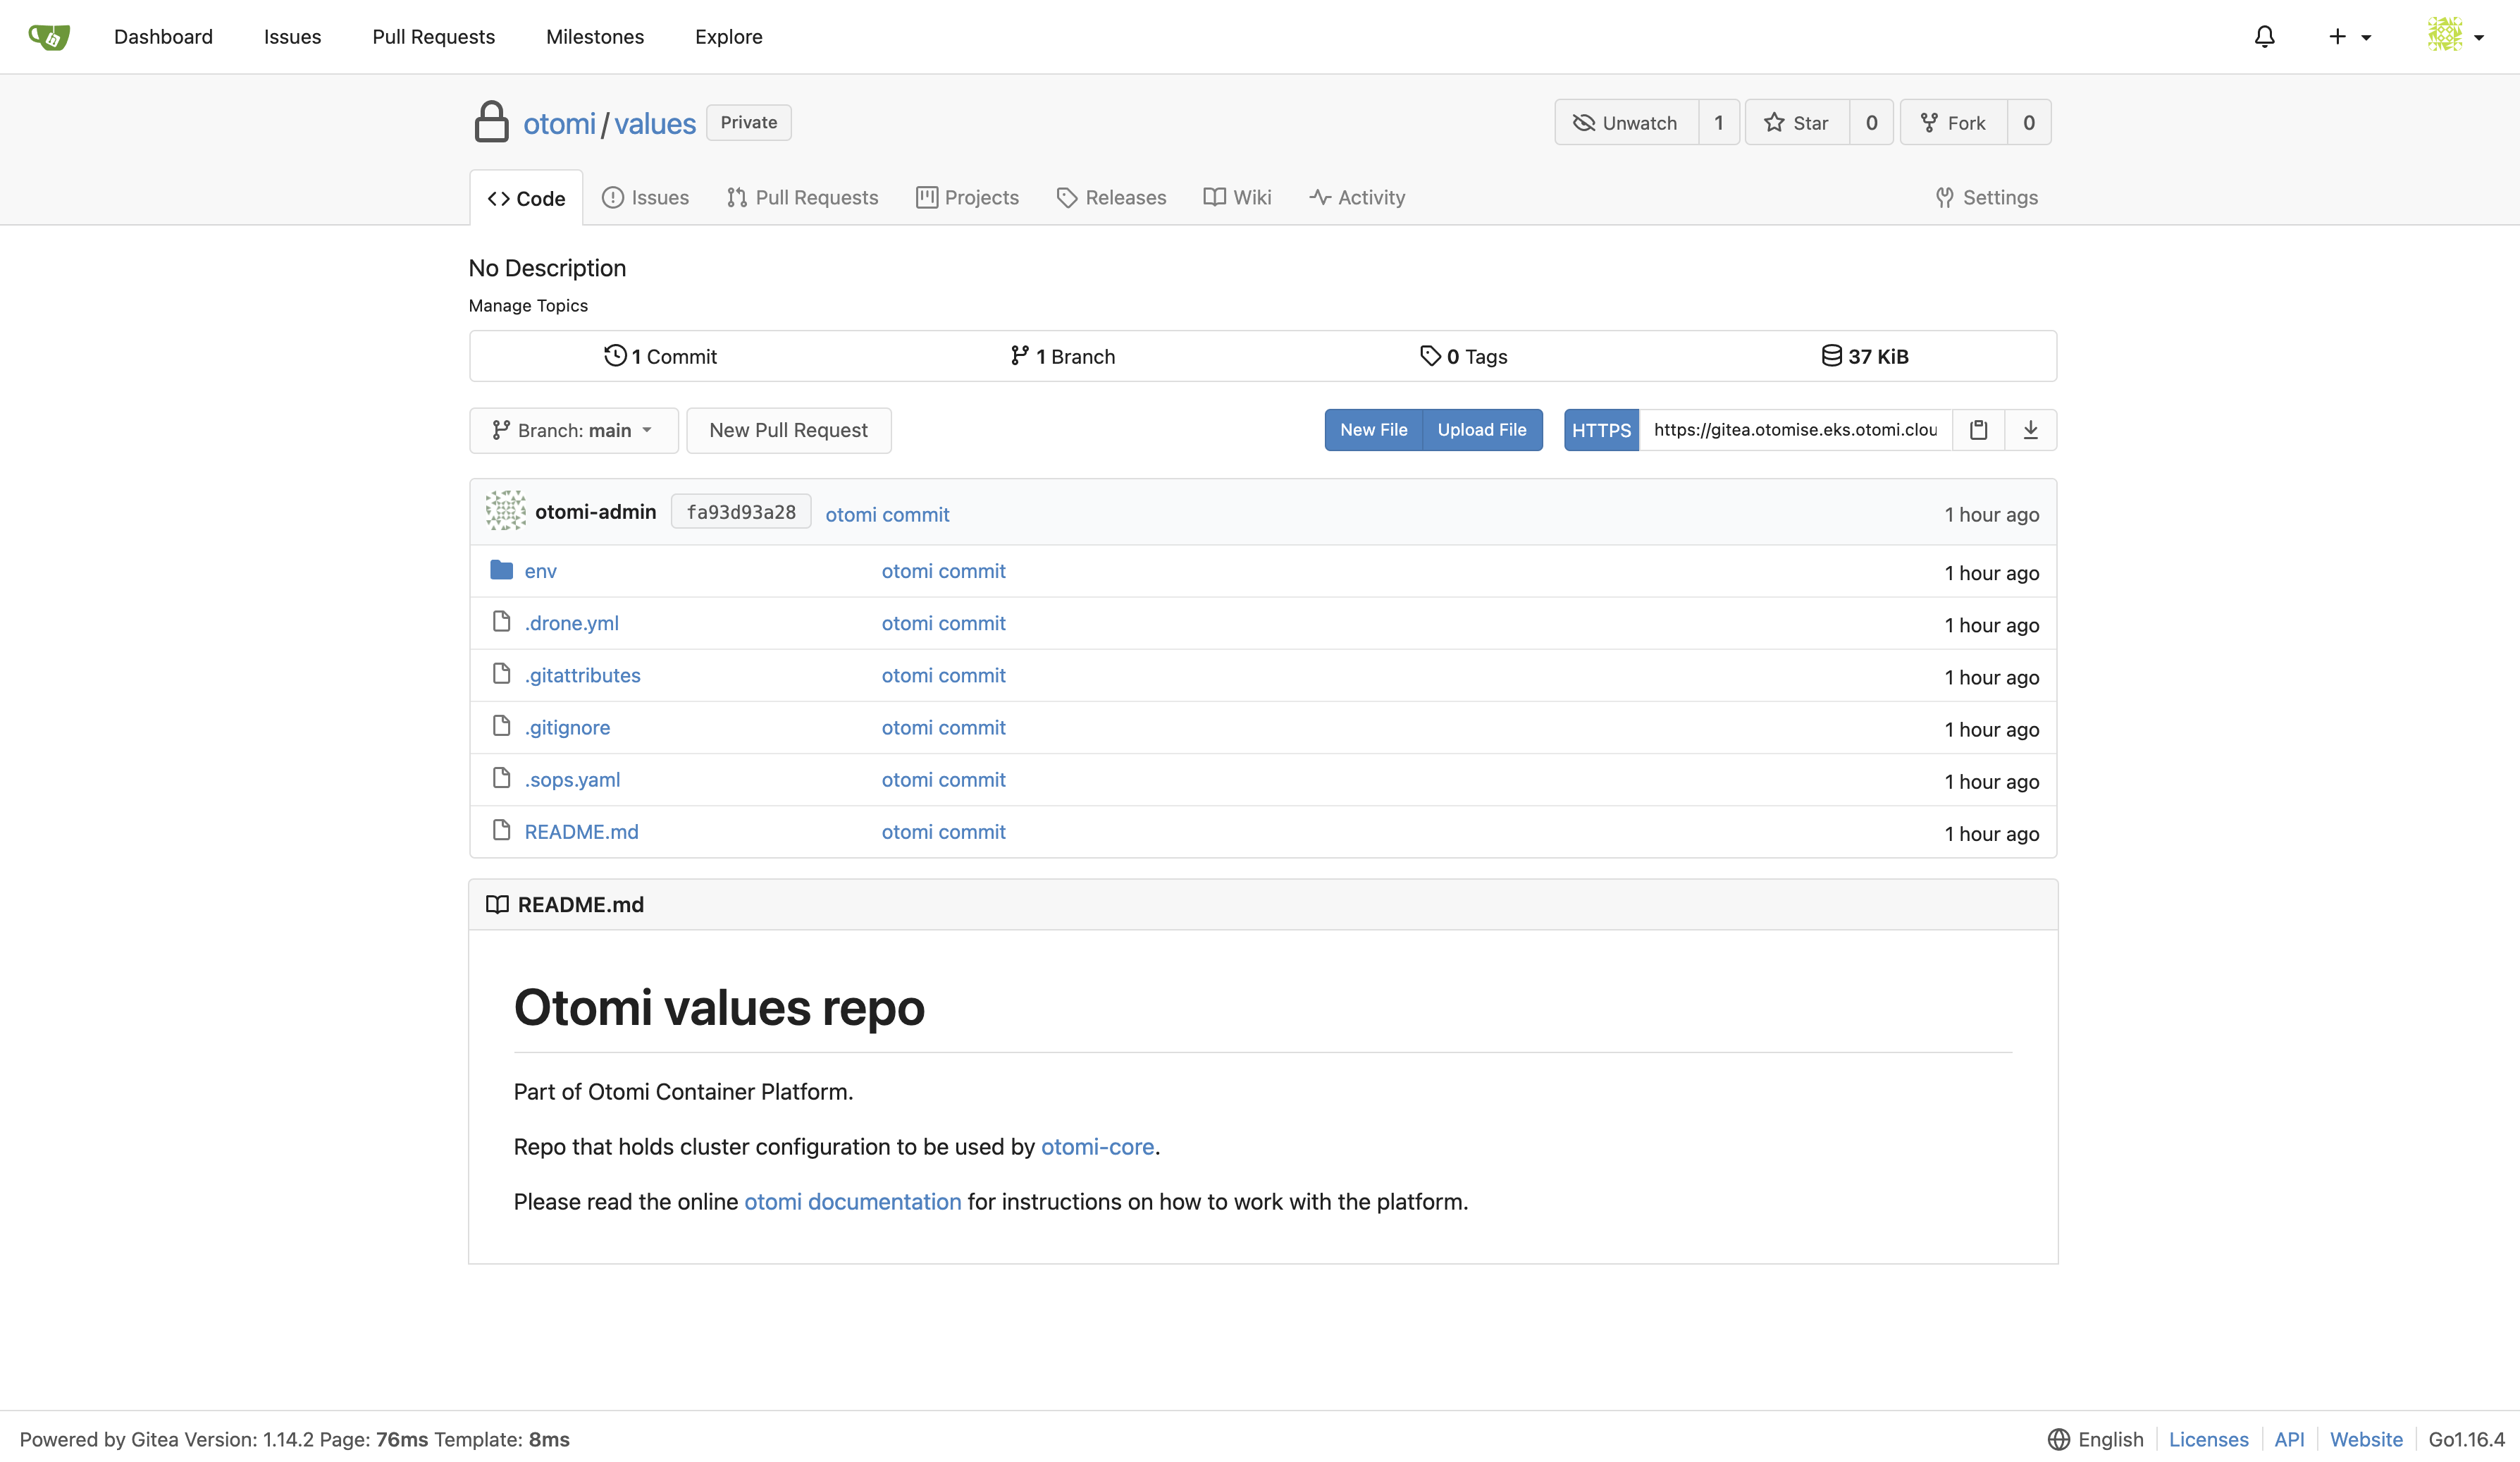 Dashboard Issues Pull Requests Milestones Explore
otomi / values Private Unwatch 1 Star 0 Fork 0
Code Issues Pull Requests Projects Releases Wiki Activity Settings
No Description
Manage Topics
1 Commit 1 Branch 0 Tags 37 KiB
Branch: main New Pull Request New File Upload File HTTPS https://gitea.otomise.eks.otomi.clou
otomi-admin fa93d93a28 otomi commit 1 hour ago
env otomi commit 1 hour ago
.drone.yml otomi commit 1 hour ago
.gitattributes otomi commit 1 hour ago
.gitignore otomi commit 1 hour ago
.sops.yaml otomi commit 1 hour ago
README.md otomi commit 1 hour ago
README.md
Otomi values repo
Part of Otomi Container Platform.
Repo that holds cluster configuration to be used by otomi-core.
Please read the online otomi documentation for instructions on how to work with the platform.
Powered by Gitea Version: 1.14.2 Page: 76ms Template: 8ms English Licenses API Website Go1.16.4